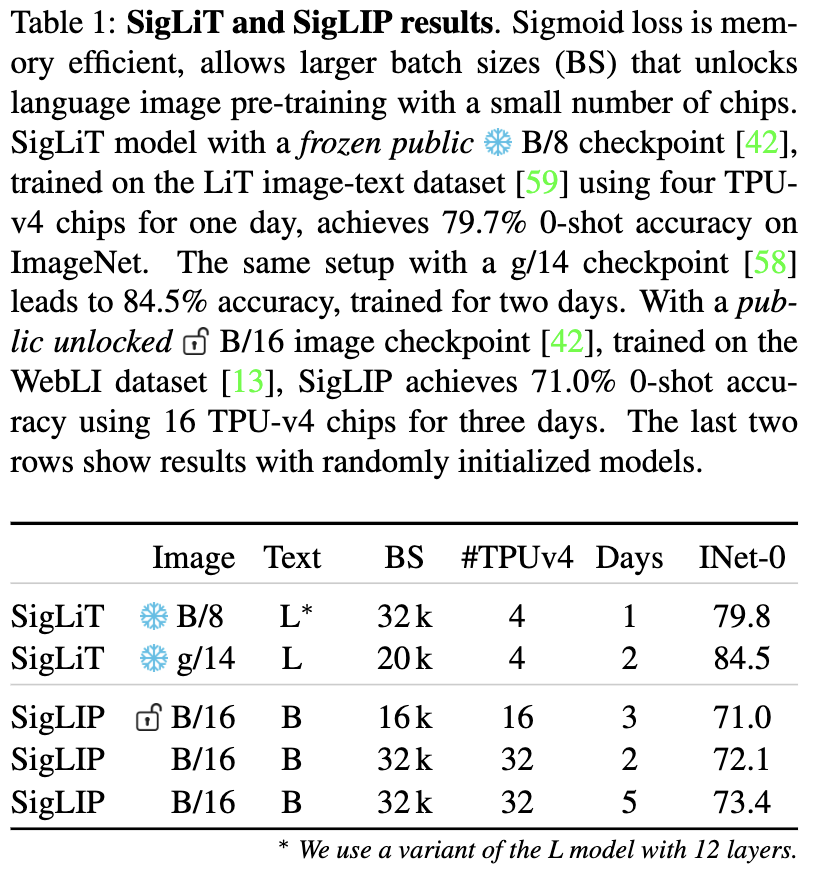 Table 1: SigLiT and SigLIP results. Sigmoid loss is mem-
ory efficient, allows larger batch sizes (BS) that unlocks
language image pre-training with a small number of chips.
SigLiT model with a frozen public ❄ B/8 checkpoint [42],
trained on the LiT image-text dataset [59] using four TPU-
v4 chips for one day, achieves 79.7% 0-shot accuracy on
ImageNet. The same setup with a g/14 checkpoint [58]
leads to 84.5% accuracy, trained for two days. With a pub-
lic unlocked 🔓 B/16 image checkpoint [42], trained on the
WebLI dataset [13], SigLIP achieves 71.0% 0-shot accu-
racy using 16 TPU-v4 chips for three days. The last two
rows show results with randomly initialized models.
Image Text BS #TPUv4 Days INet-0
SigLiT ❄ B/8 L* 32 k 4 1 79.8
SigLiT ❄ g/14 L 20 k 4 2 84.5
SigLIP 🔓 B/16 B 16 k 16 3 71.0
SigLIP B/16 B 32 k 32 2 72.1
SigLIP B/16 B 32 k 32 5 73.4
* We use a variant of the L model with 12 layers.